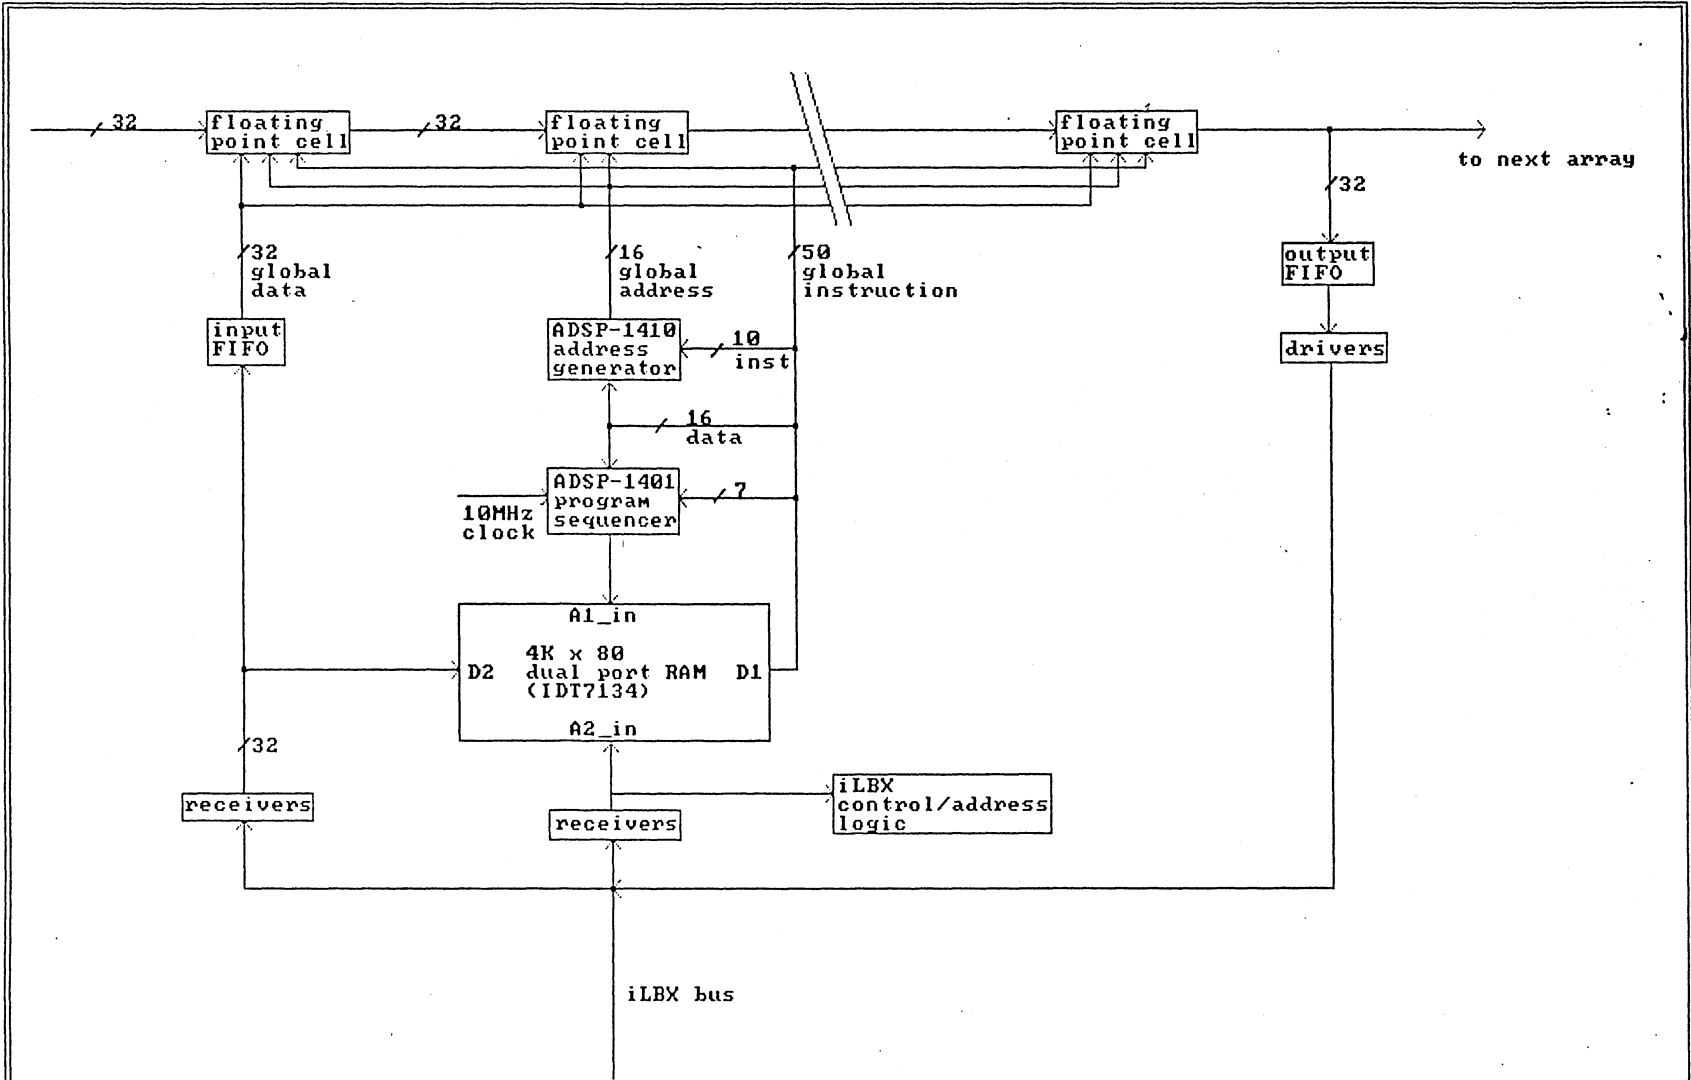 32
floating
point cell
32
floating
point cell
floating
point cell
to next array
32
32
global
data
16
global
address
50
global
instruction
output
FIFO
input
FIFO
ADSP-1410
address
generator
10
inst
drivers
16
data
ADSP-1401
program
sequencer
7
10MHz
clock
A1_in
4K x 80
dual port RAM
(IDT7134)
D2
D1
A2_in
32
receivers
iLBX
control/address
logic
receivers
iLBX bus